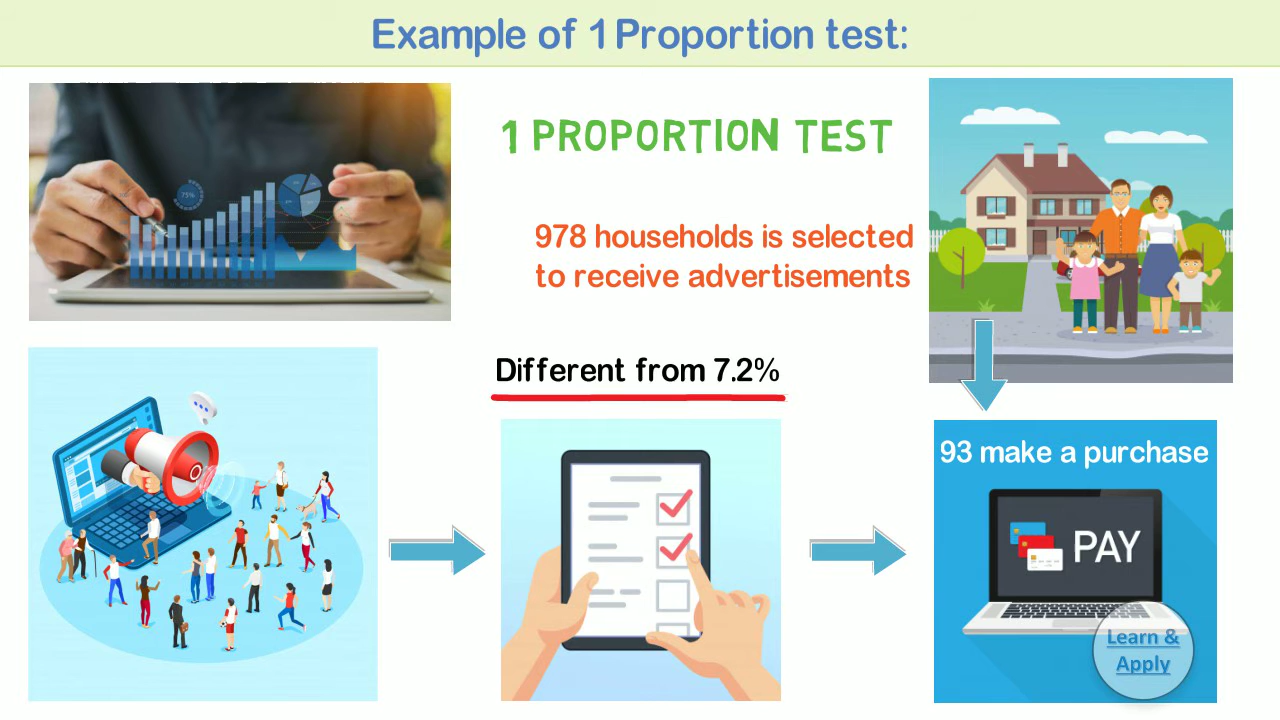 Example of 1 Proportion test:
1 PROPORTION TEST
978 households is selected
to receive advertisements
75%
Different from 7.2%
93 make a purchase
PAY
Learn &
Apply